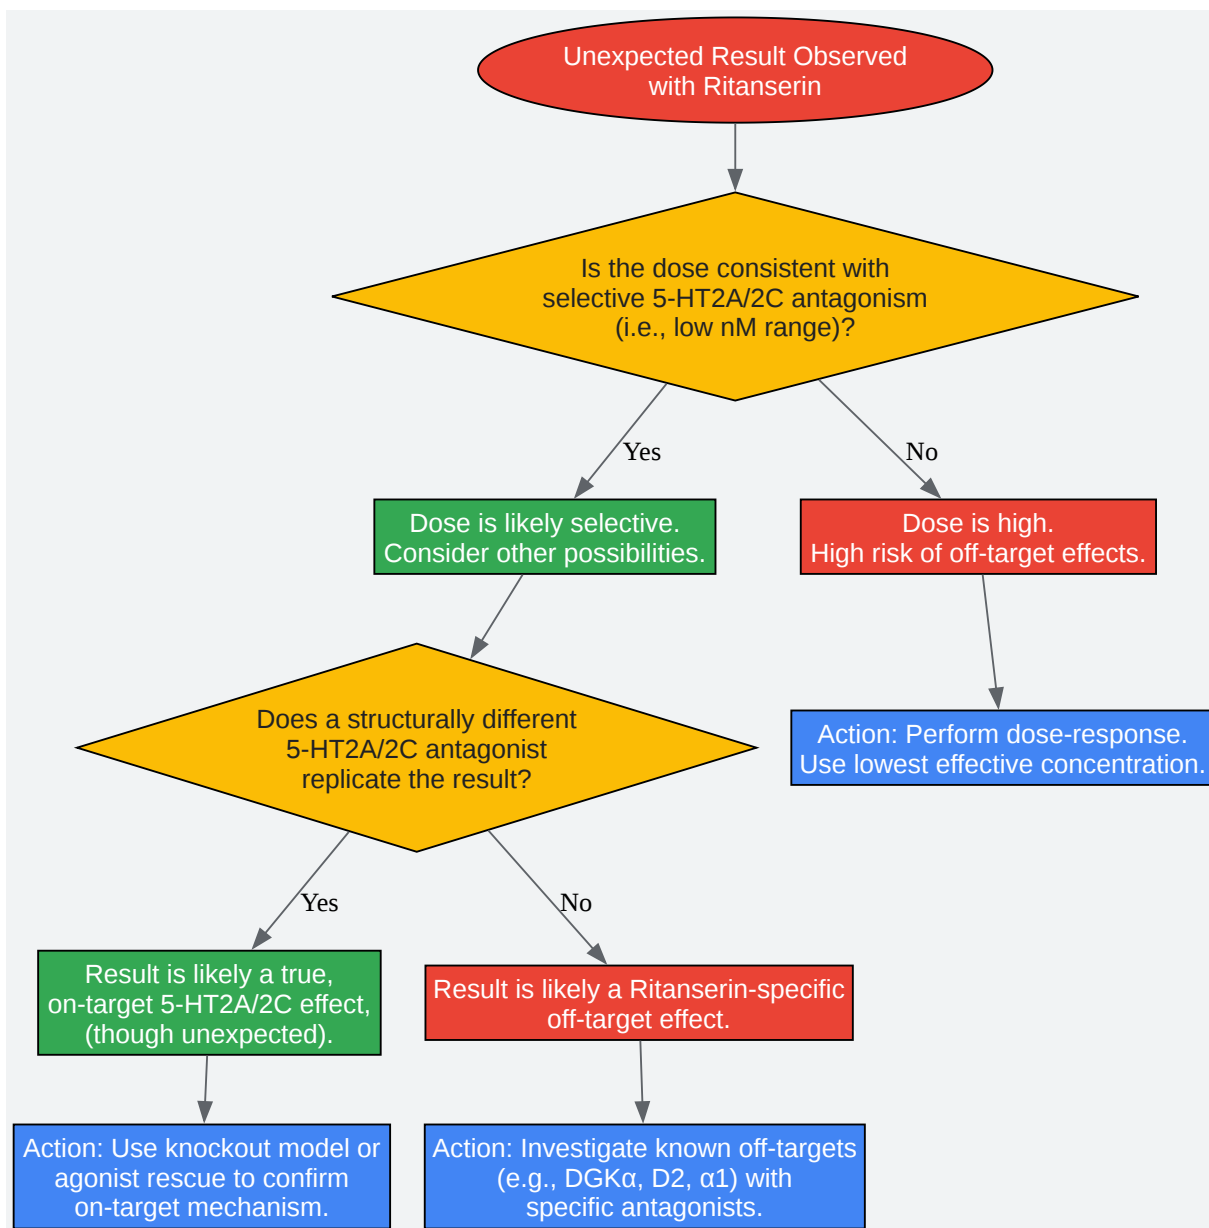 Unexpected Result Observed
with Ritanserin
Is the dose consistent with
selective 5-HT2A/2C antagonism
(i.e., low nM range)?
Yes
No
Dose is likely selective.
Consider other possibilities.
Dose is high.
High risk of off-target effects.
Does a structurally different
5-HT2A/2C antagonist
replicate the result?
Action: Perform dose-response.
Use lowest effective concentration.
Yes
No
Result is likely a true,
on-target 5-HT2A/2C effect,
(though unexpected).
Result is likely a Ritanserin-specific
off-target effect.
Action: Use knockout model or
agonist rescue to confirm
on-target mechanism.
Action: Investigate known off-targets
(e.g., DGKα, D2, α1) with
specific antagonists.